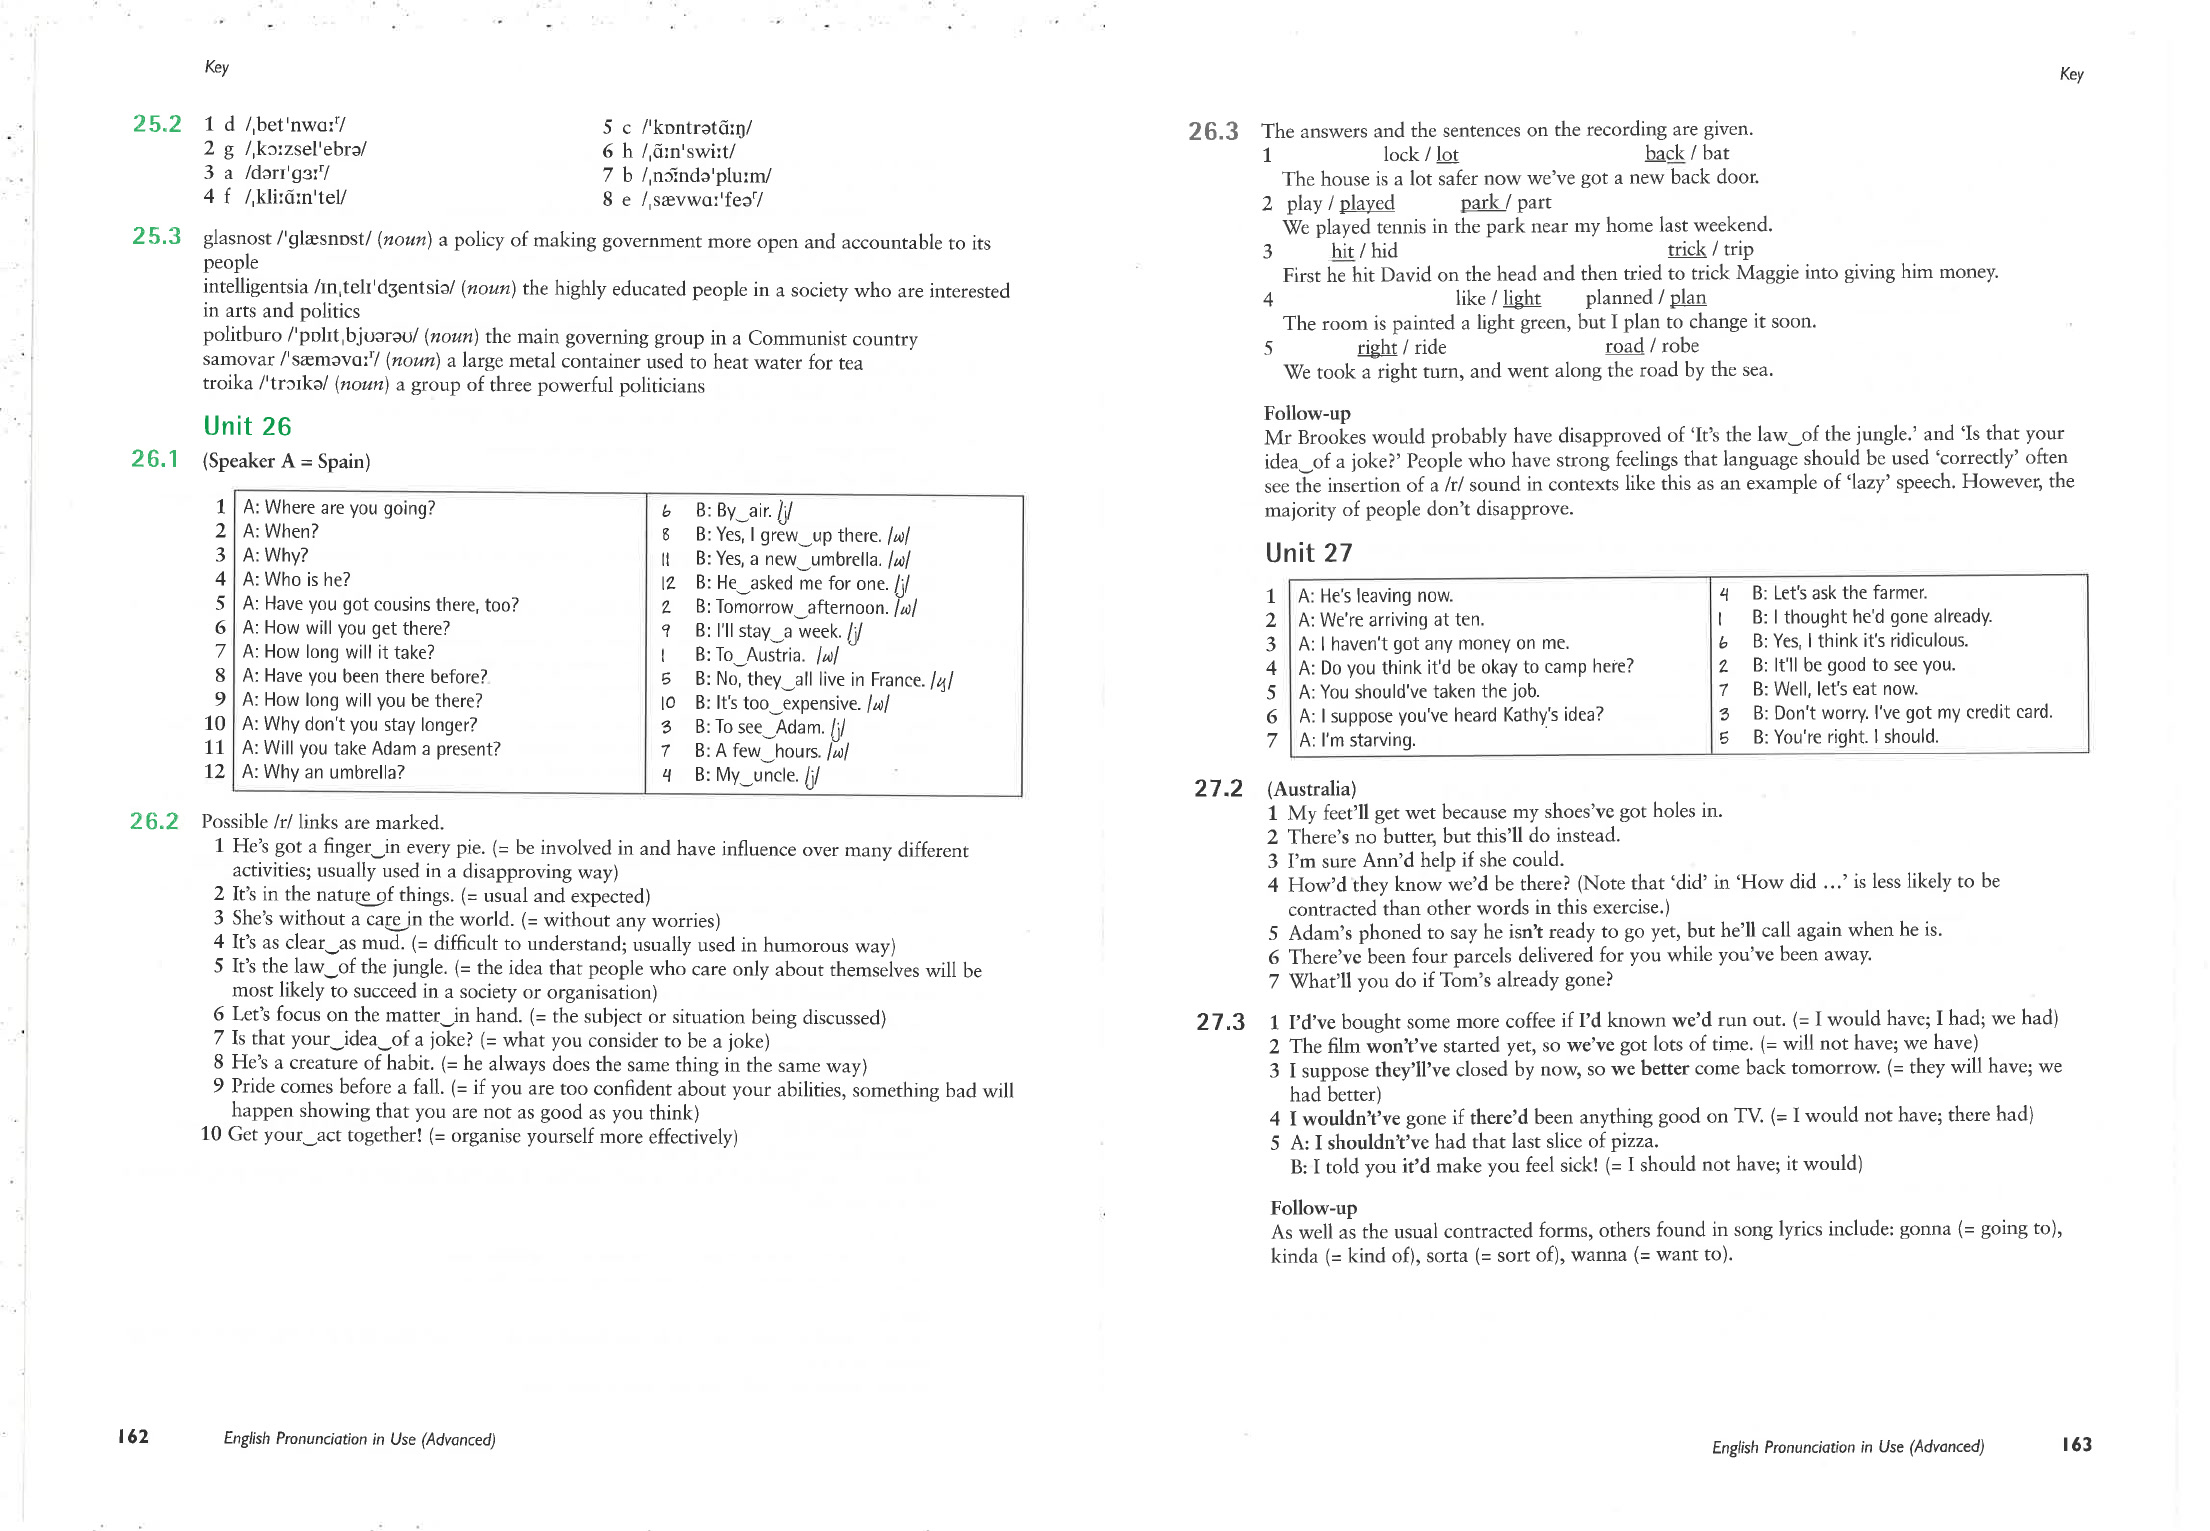 Key
25.2 1 d /ˌbetˈnwɑːʳ/
2 g /ˌkɔːzselˈebrə/
3 a /dərɪˈgɜːʳ/
4 f /ˌkliːɑ̃ːnˈtel/
5 c /ˈkɒntrətɑ̃ːŋ/
6 h /ˌɑ̃ːnˈswiːt/
7 b /ˌnɔ̃ːndəˈpluːm/
8 e /ˌsævwɑːˈfeəʳ/
25.3 glasnost /ˈglæsnɒst/ (noun) a policy of making government more open and accountable to its
people
intelligentsia /ɪnˌtelɪˈdʒentsiə/ (noun) the highly educated people in a society who are interested
in arts and politics
politburo /ˈpɒlɪtˌbjʊərəʊ/ (noun) the main governing group in a Communist country
samovar /ˈsæməvɑːʳ/ (noun) a large metal container used to heat water for tea
troika /ˈtrɔɪkə/ (noun) a group of three powerful politicians
Unit 26
26.1 (Speaker A = Spain)
1 A: Where are you going?
2 A: When?
3 A: Why?
4 A: Who is he?
5 A: Have you got cousins there, too?
6 A: How will you get there?
7 A: How long will it take?
8 A: Have you been there before?
9 A: How long will you be there?
10 A: Why don't you stay longer?
11 A: Will you take Adam a present?
12 A: Why an umbrella?
6 B: By‿air. /j/
8 B: Yes, I grew‿up there. /w/
11 B: Yes, a new‿umbrella. /w/
12 B: He‿asked me for one. /j/
2 B: Tomorrow‿afternoon. /w/
9 B: I'll stay‿a week. /j/
1 B: To‿Austria. /w/
5 B: No, they‿all live in France. /j/
10 B: It's too‿expensive. /w/
3 B: To see‿Adam. /j/
7 B: A few‿hours. /w/
4 B: My‿uncle. /j/
26.2 Possible /r/ links are marked.
1 He's got a finger‿in every pie. (= be involved in and have influence over many different
activities; usually used in a disapproving way)
2 It's in the nature‿of things. (= usual and expected)
3 She's without a care‿in the world. (= without any worries)
4 It's as clear‿as mud. (= difficult to understand; usually used in humorous way)
5 It's the law‿of the jungle. (= the idea that people who care only about themselves will be
most likely to succeed in a society or organisation)
6 Let's focus on the matter‿in hand. (= the subject or situation being discussed)
7 Is that your‿idea‿of a joke? (= what you consider to be a joke)
8 He's a creature of habit. (= he always does the same thing in the same way)
9 Pride comes before a fall. (= if you are too confident about your abilities, something bad will
happen showing that you are not as good as you think)
10 Get your‿act together! (= organise yourself more effectively)
162 English Pronunciation in Use (Advanced)
Key
26.3 The answers and the sentences on the recording are given.
1 lock / lot back / bat
The house is a lot safer now we've got a new back door.
2 play / played park / part
We played tennis in the park near my home last weekend.
3 hit / hid trick / trip
First he hit David on the head and then tried to trick Maggie into giving him money.
4 like / light planned / plan
The room is painted a light green, but I plan to change it soon.
5 right / ride road / robe
We took a right turn, and went along the road by the sea.
Follow-up
Mr Brookes would probably have disapproved of 'It's the law‿of the jungle.' and 'Is that your
idea‿of a joke?' People who have strong feelings that language should be used 'correctly' often
see the insertion of a /r/ sound in contexts like this as an example of 'lazy' speech. However, the
majority of people don't disapprove.
Unit 27
1 A: He's leaving now.
2 A: We're arriving at ten.
3 A: I haven't got any money on me.
4 A: Do you think it'd be okay to camp here?
5 A: You should've taken the job.
6 A: I suppose you've heard Kathy's idea?
7 A: I'm starving.
4 B: Let's ask the farmer.
1 B: I thought he'd gone already.
6 B: Yes, I think it's ridiculous.
2 B: It'll be good to see you.
7 B: Well, let's eat now.
3 B: Don't worry. I've got my credit card.
5 B: You're right. I should.
27.2 (Australia)
1 My feet'll get wet because my shoes've got holes in.
2 There's no butter, but this'll do instead.
3 I'm sure Ann'd help if she could.
4 How'd they know we'd be there? (Note that 'did' in 'How did ...' is less likely to be
contracted than other words in this exercise.)
5 Adam's phoned to say he isn't ready to go yet, but he'll call again when he is.
6 There've been four parcels delivered for you while you've been away.
7 What'll you do if Tom's already gone?
27.3 1 I'd've bought some more coffee if I'd known we'd run out. (= I would have; I had; we had)
2 The film won't've started yet, so we've got lots of time. (= will not have; we have)
3 I suppose they'll've closed by now, so we better come back tomorrow. (= they will have; we
had better)
4 I wouldn't've gone if there'd been anything good on TV. (= I would not have; there had)
5 A: I shouldn't've had that last slice of pizza.
B: I told you it'd make you feel sick! (= I should not have; it would)
Follow-up
As well as the usual contracted forms, others found in song lyrics include: gonna (= going to),
kinda (= kind of), sorta (= sort of), wanna (= want to).
English Pronunciation in Use (Advanced) 163